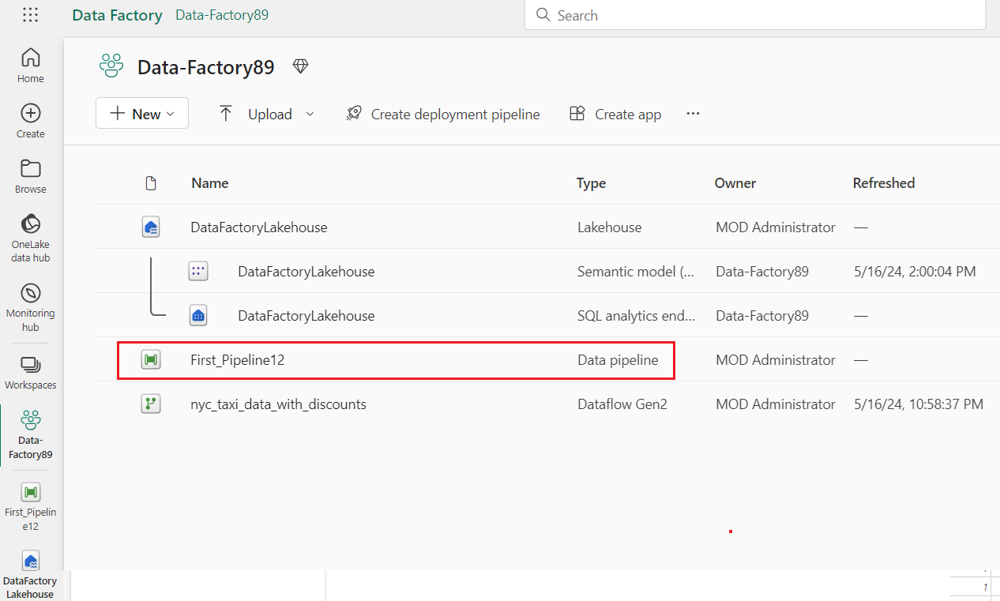 Data Factory Data-Factory89
Search
Home
Create
Browse
OneLake
data hub
Monitoring
hub
Workspaces
Data-
Factory89
First_Pipelin
e12
DataFactory
Lakehouse
Data-Factory89
New Upload Create deployment pipeline Create app ...
Name Type Owner Refreshed
DataFactoryLakehouse Lakehouse MOD Administrator —
DataFactoryLakehouse Semantic model (... Data-Factory89 5/16/24, 2:00:04 PM
DataFactoryLakehouse SQL analytics end... Data-Factory89 —
First_Pipeline12 Data pipeline MOD Administrator —
nyc_taxi_data_with_discounts Dataflow Gen2 MOD Administrator 5/16/24, 10:58:37 PM
1